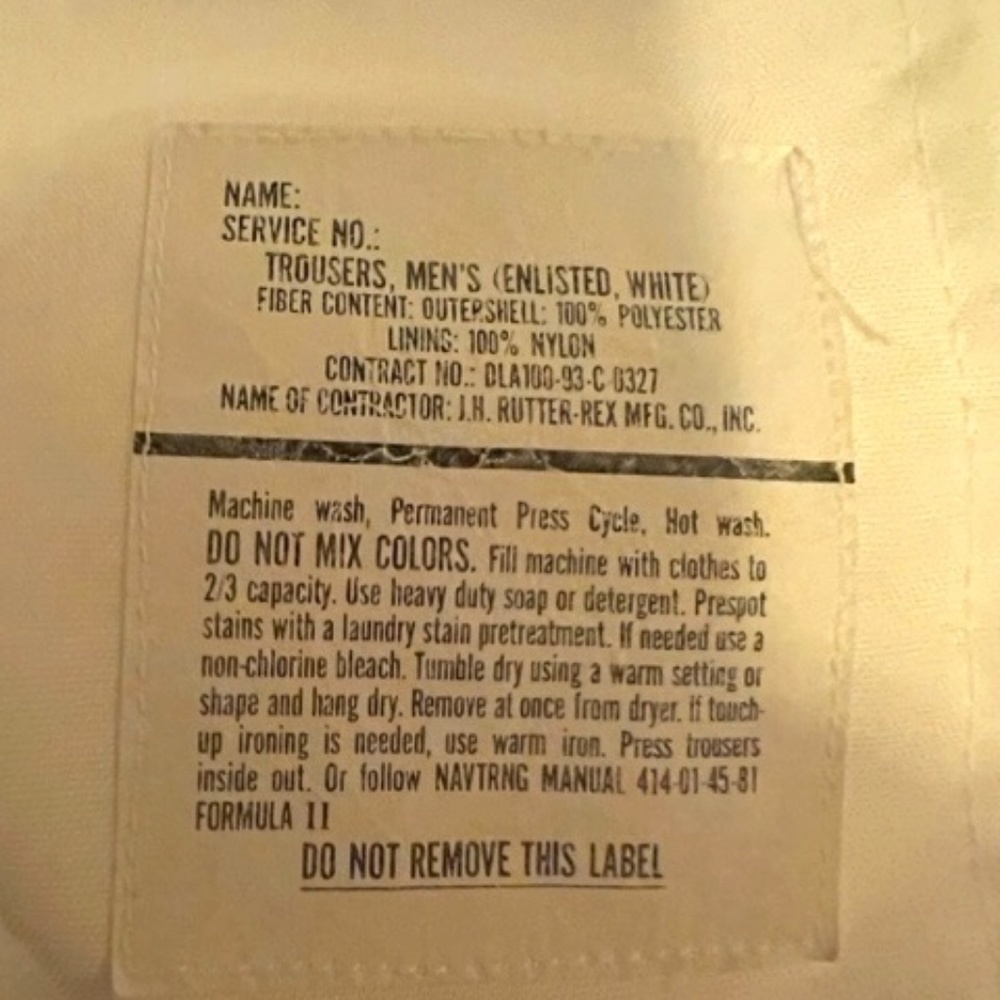 NAME:
SERVICE NO.:
TROUSERS, MEN'S (ENLISTED, WHITE)
FIBER CONTENT: OUTERSHELL: 100% POLYESTER
LINING: 100% NYLON
CONTRACT NO.: DLA100-93-C-0327
NAME OF CONTRACTOR: J.H. RUTTER-REX MFG. CO., INC.
Machine wash, Permanent Press Cycle, Hot wash.
DO NOT MIX COLORS. Fill machine with clothes to
2/3 capacity. Use heavy duty soap or detergent. Prespot
stains with a laundry stain pretreatment. If needed use a
non-chlorine bleach. Tumble dry using a warm setting or
shape and hang dry. Remove at once from dryer. If touch-
up ironing is needed, use warm iron. Press trousers
inside out. Or follow NAVTRNG MANUAL 414-01-45-81
FORMULA II
DO NOT REMOVE THIS LABEL